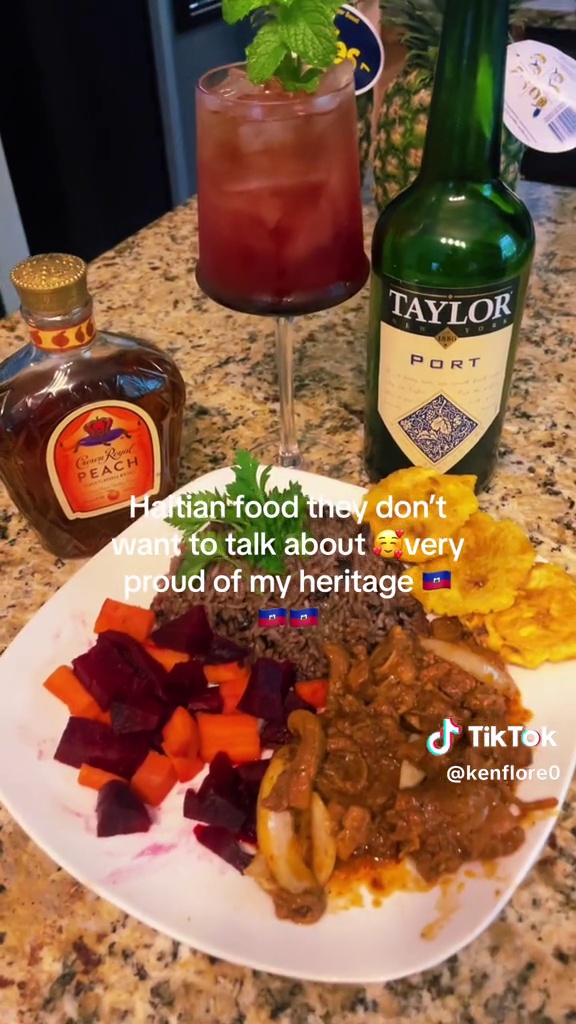 TAYLOR
NEW YORK
1880
PORT
Crown Royal
PEACH
Haitian food they don't
want to talk about 🥰very
proud of my heritage 🇭🇹
🇭🇹🇭🇹
TikTok
@kenflore0